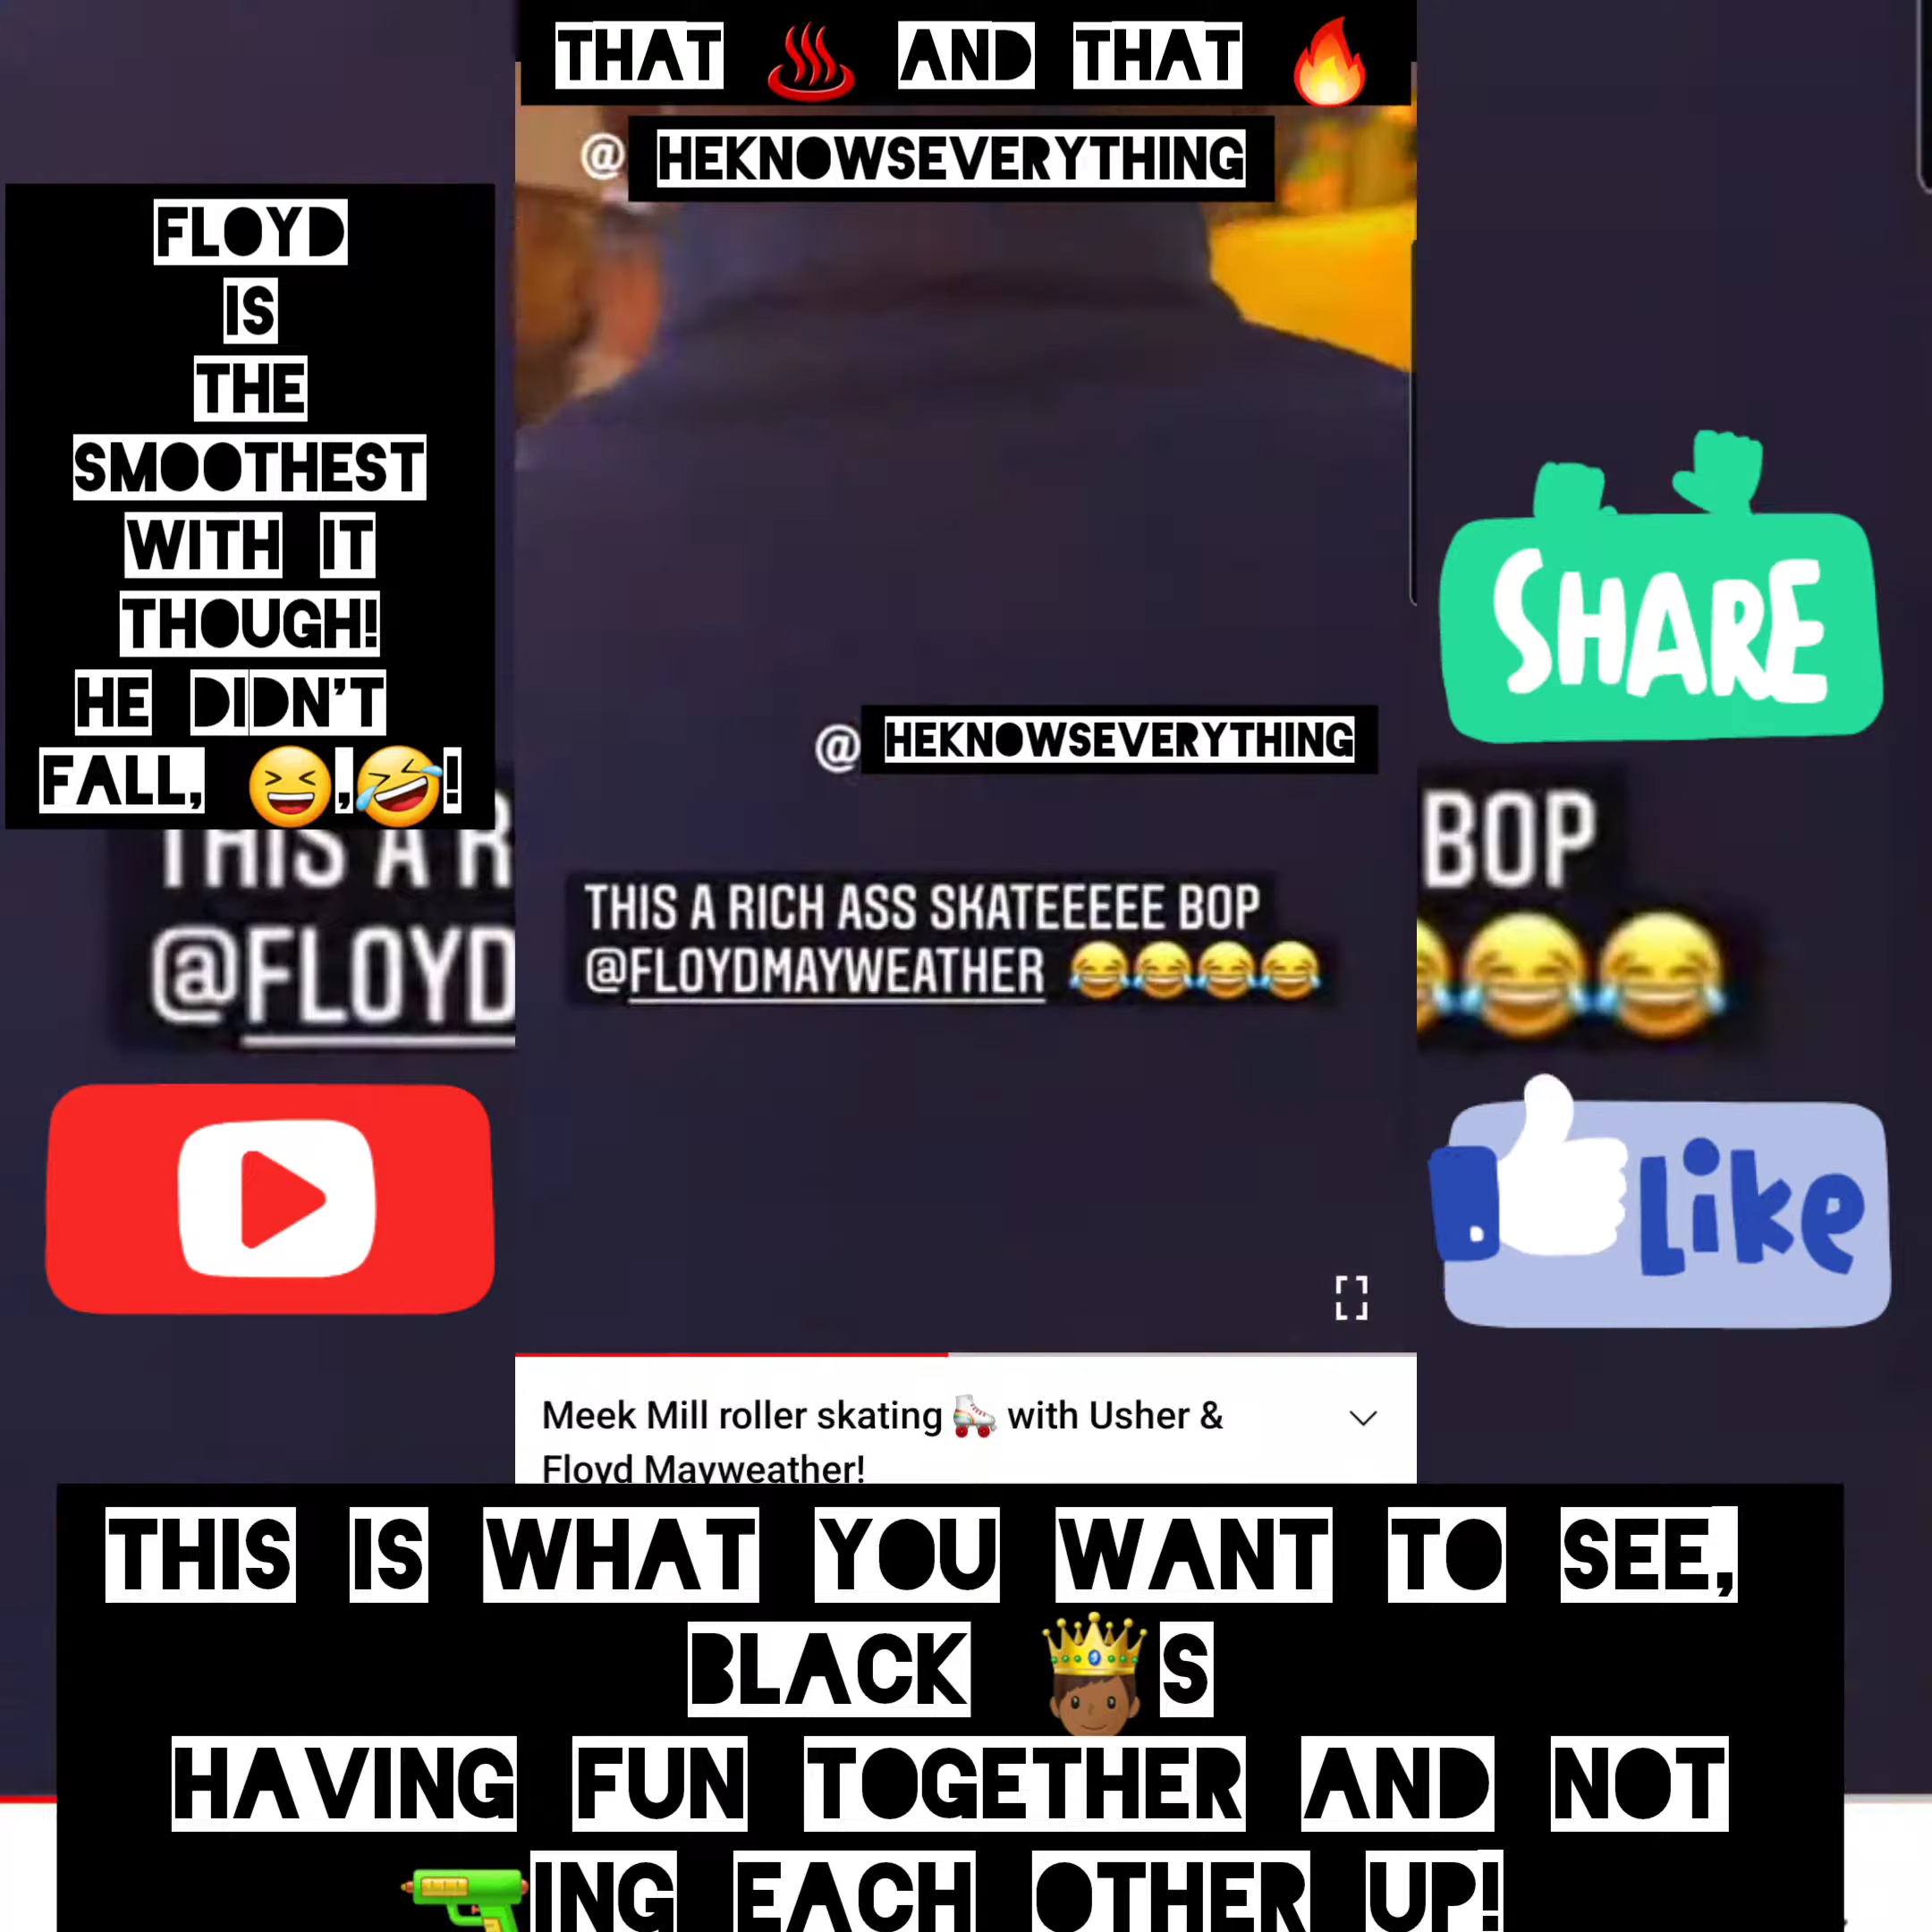 THAT ♨️ AND THAT 🔥
@HEKNOWSEVERYTHING
FLOYD
IS
THE
SMOOTHEST
WITH IT
THOUGH!
HE DIDN'T
FALL, 😆,🤣!
SHARE
@HEKNOWSEVERYTHING
THIS A R
@FLOYD
THIS A RICH ASS SKATEEEEE BOP
@FLOYDMAYWEATHER 😂😂😂😂
BOP
😂😂😂
Like
Meek Mill roller skating 🛼 with Usher &
Floyd Mayweather!
THIS IS WHAT YOU WANT TO SEE,
BLACK 🤴🏾S
HAVING FUN TOGETHER AND NOT
🔫ING EACH OTHER UP!